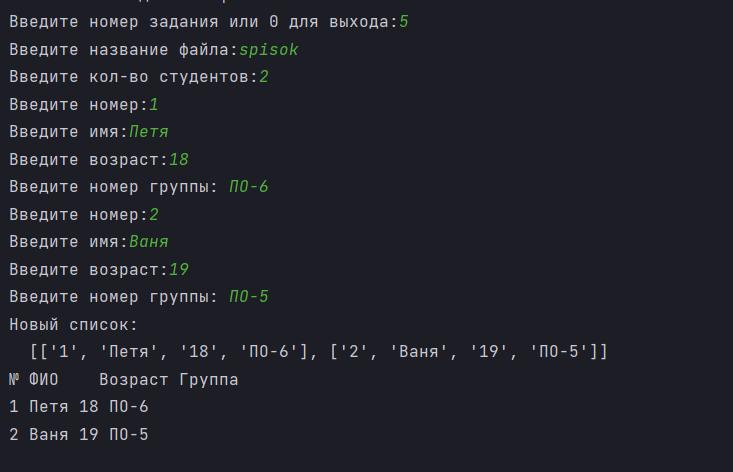 Введите номер задания или 0 для выхода:5
Введите название файла:spisok
Введите кол-во студентов:2
Введите номер:1
Введите имя:Петя
Введите возраст:18
Введите номер группы: ПО-6
Введите номер:2
Введите имя:Ваня
Введите возраст:19
Введите номер группы: ПО-5
Новый список:
  [['1', 'Петя', '18', 'ПО-6'], ['2', 'Ваня', '19', 'ПО-5']]
№ ФИО    Возраст Группа
1 Петя 18 ПО-6
2 Ваня 19 ПО-5